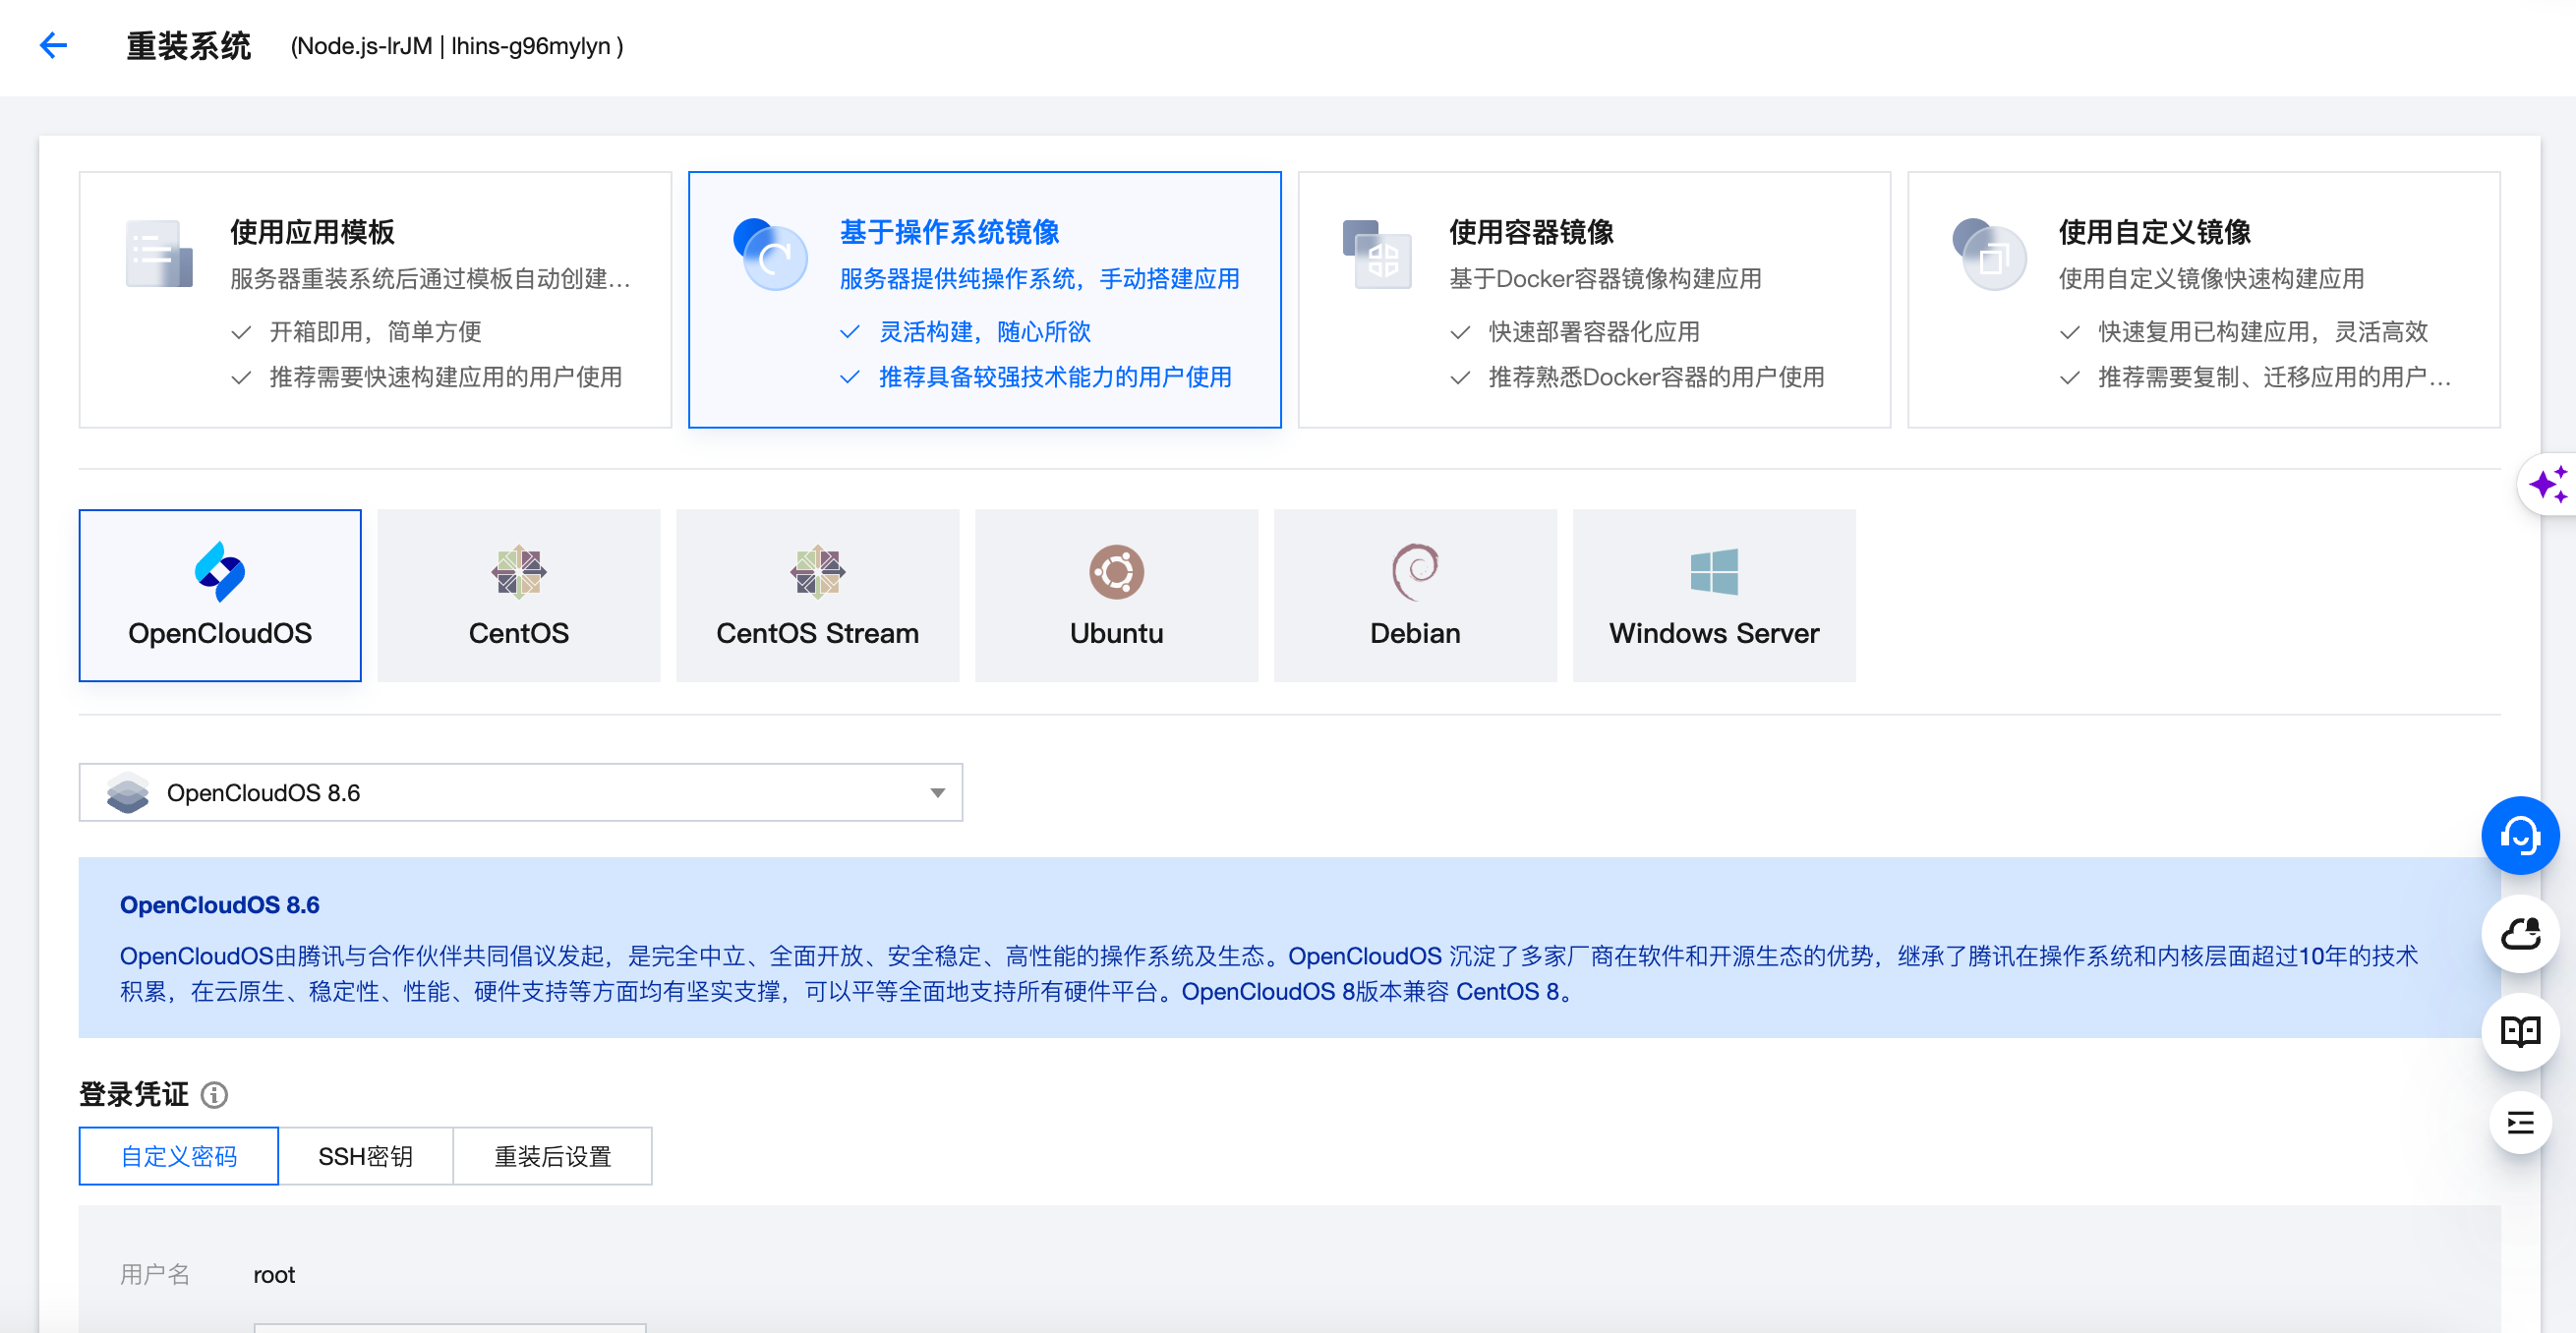 重装系统 (Node.js-lrJM | lhins-g96mylyn )
使用应用模板
服务器重装系统后通过模板自动创建...
开箱即用，简单方便
推荐需要快速构建应用的用户使用
基于操作系统镜像
服务器提供纯操作系统，手动搭建应用
灵活构建，随心所欲
推荐具备较强技术能力的用户使用
使用容器镜像
基于Docker容器镜像构建应用
快速部署容器化应用
推荐熟悉Docker容器的用户使用
使用自定义镜像
使用自定义镜像快速构建应用
快速复用已构建应用，灵活高效
推荐需要复制、迁移应用的用户...
OpenCloudOS
CentOS
CentOS Stream
Ubuntu
Debian
Windows Server
OpenCloudOS 8.6
OpenCloudOS 8.6
OpenCloudOS由腾讯与合作伙伴共同倡议发起，是完全中立、全面开放、安全稳定、高性能的操作系统及生态。OpenCloudOS 沉淀了多家厂商在软件和开源生态的优势，继承了腾讯在操作系统和内核层面超过10年的技术
积累，在云原生、稳定性、性能、硬件支持等方面均有坚实支撑，可以平等全面地支持所有硬件平台。OpenCloudOS 8版本兼容 CentOS 8。
登录凭证
自定义密码
SSH密钥
重装后设置
用户名 root